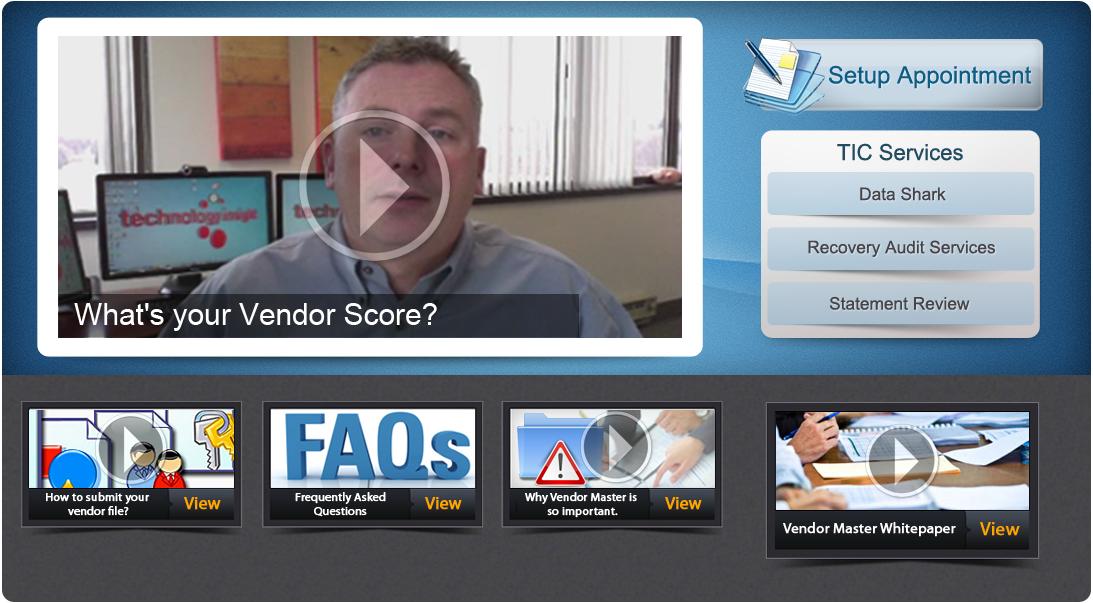 Setup Appointment
TIC Services
Data Shark
Recovery Audit Services
Statement Review
technologyinsight
tech
What's your Vendor Score?
How to submit your
vendor file?
View
FAQs
Frequently Asked
Questions
View
Why Vendor Master is
so important.
View
Vendor Master Whitepaper
View